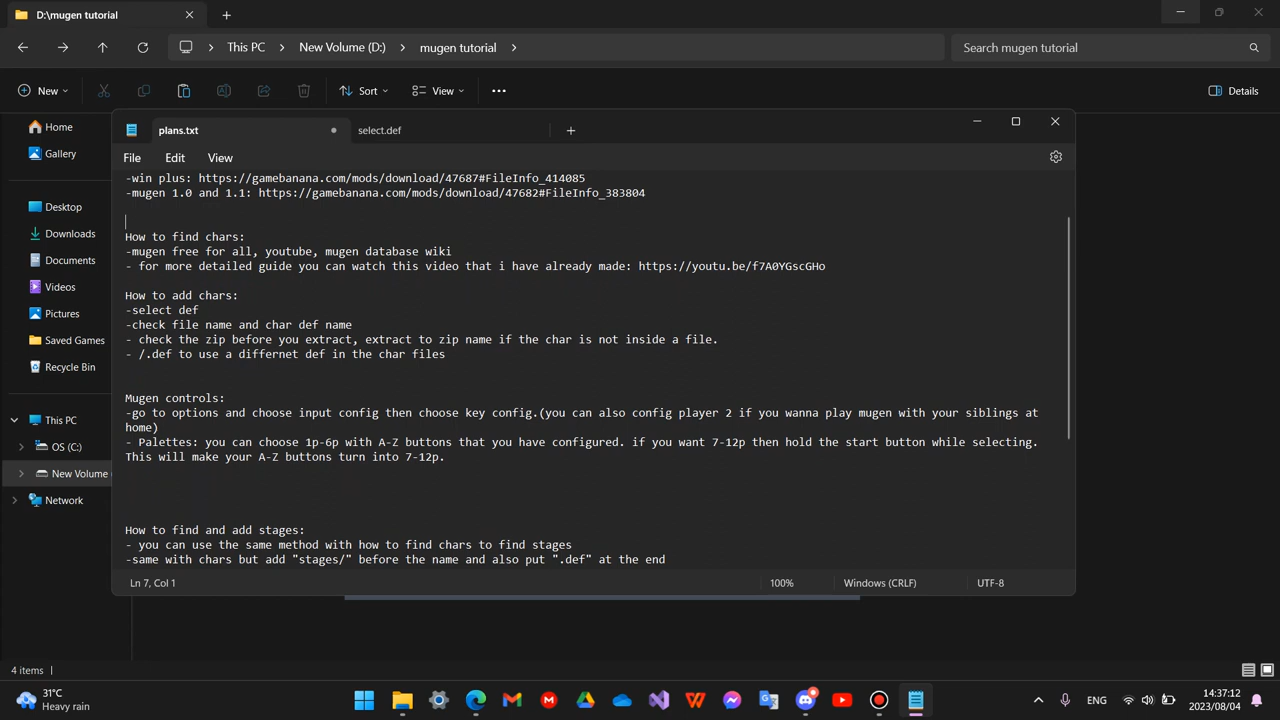 D:\mugen tutorial
This PC
New Volume (D:)
mugen tutorial
Search mugen tutorial
New
Sort
View
Details
Home
Gallery
Desktop
Downloads
Documents
Videos
Pictures
Saved Games
Recycle Bin
This PC
OS (C:)
New Volume (
Network
plans.txt
select.def
File
Edit
View
-win plus: https://gamebanana.com/mods/download/47687#FileInfo_414085
-mugen 1.0 and 1.1: https://gamebanana.com/mods/download/47682#FileInfo_383804
How to find chars:
-mugen free for all, youtube, mugen database wiki
- for more detailed guide you can watch this video that i have already made: https://youtu.be/f7A0YGscGHo
How to add chars:
-select def
-check file name and char def name
- check the zip before you extract, extract to zip name if the char is not inside a file.
- /.def to use a differnet def in the char files
Mugen controls:
-go to options and choose input config then choose key config.(you can also config player 2 if you wanna play mugen with your siblings at
home)
- Palettes: you can choose 1p-6p with A-Z buttons that you have configured. if you want 7-12p then hold the start button while selecting.
This will make your A-Z buttons turn into 7-12p.
How to find and add stages:
- you can use the same method with how to find chars to find stages
-same with chars but add "stages/" before the name and also put ".def" at the end
Ln 7, Col 1
100%
Windows (CRLF)
UTF-8
4 items
31°C
Heavy rain
ENG
14:37:12
2023/08/04